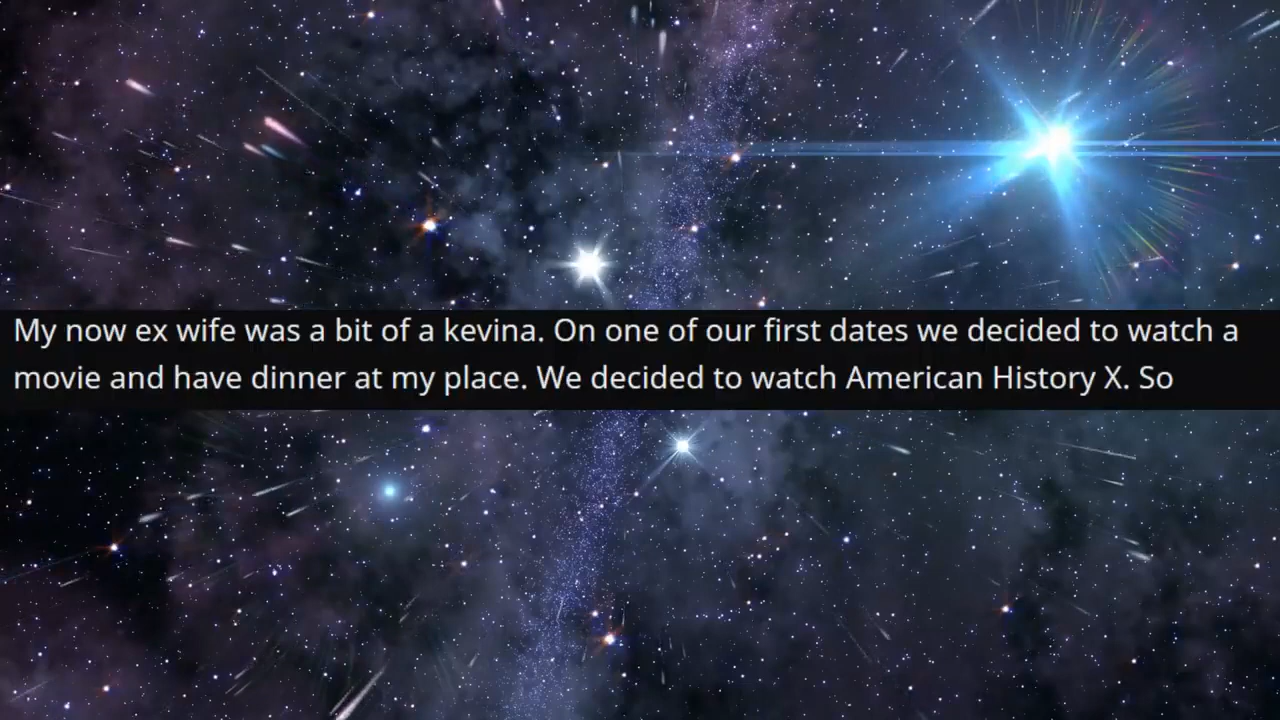 My now ex wife was a bit of a kevina. On one of our first dates we decided to watch a
movie and have dinner at my place. We decided to watch American History X. So